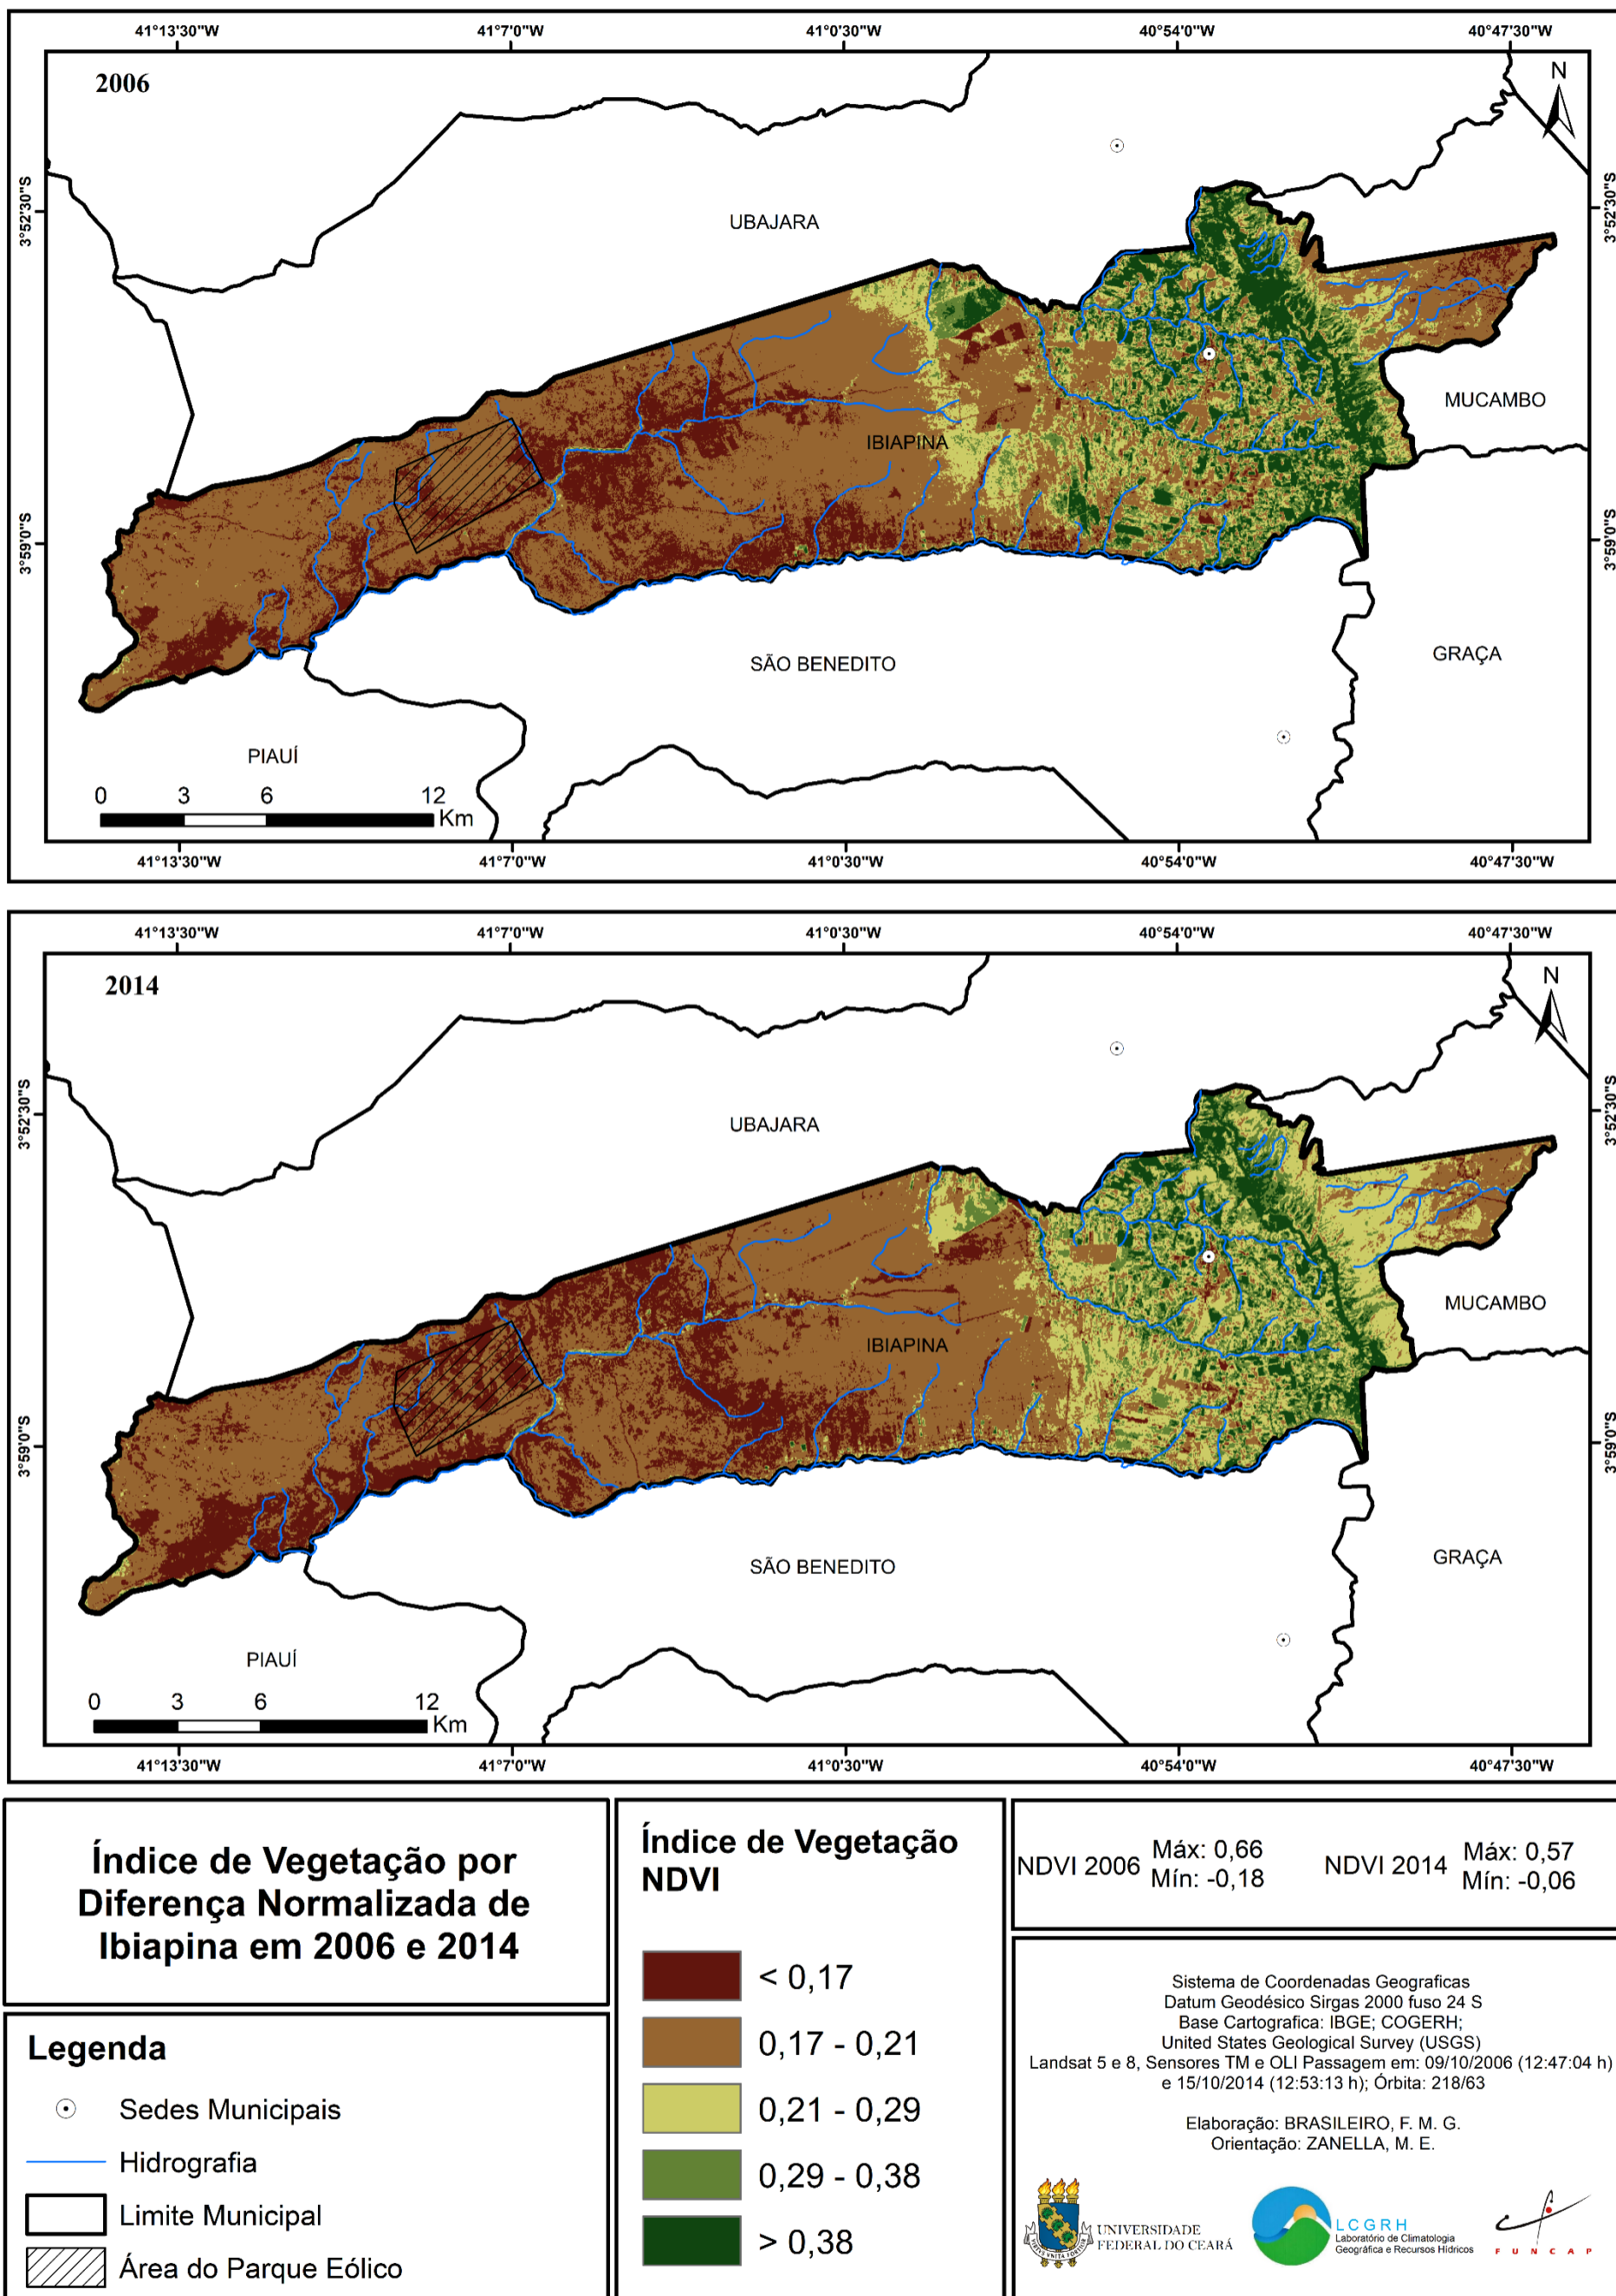 41°13'30"W 41°7'0"W 41°0'30"W 40°54'0"W 40°47'30"W
2006
N
3°52'30"S
3°52'30"S
UBAJARA
MUCAMBO
IBIAPINA
3°59'0"S
3°59'0"S
SÃO BENEDITO
GRAÇA
PIAUÍ
0 3 6 12
Km
41°13'30"W 41°7'0"W 41°0'30"W 40°54'0"W 40°47'30"W
41°13'30"W 41°7'0"W 41°0'30"W 40°54'0"W 40°47'30"W
2014
N
3°52'30"S
3°52'30"S
UBAJARA
MUCAMBO
IBIAPINA
3°59'0"S
3°59'0"S
SÃO BENEDITO
GRAÇA
PIAUÍ
0 3 6 12
Km
41°13'30"W 41°7'0"W 41°0'30"W 40°54'0"W 40°47'30"W
Índice de Vegetação por
Diferença Normalizada de
Ibiapina em 2006 e 2014
Legenda
Sedes Municipais
Hidrografia
Limite Municipal
Área do Parque Eólico
Índice de Vegetação
NDVI
< 0,17
0,17 - 0,21
0,21 - 0,29
0,29 - 0,38
> 0,38
NDVI 2006 Máx: 0,66
Mín: -0,18
NDVI 2014 Máx: 0,57
Mín: -0,06
Sistema de Coordenadas Geograficas
Datum Geodésico Sirgas 2000 fuso 24 S
Base Cartografica: IBGE; COGERH;
United States Geological Survey (USGS)
Landsat 5 e 8, Sensores TM e OLI Passagem em: 09/10/2006 (12:47:04 h)
e 15/10/2014 (12:53:13 h); Órbita: 218/63
Elaboração: BRASILEIRO, F. M. G.
Orientação: ZANELLA, M. E.
UNIVERSIDADE
FEDERAL DO CEARÁ
LCGRH
Laboratório de Climatologia
Geográfica e Recursos Hídricos
FUNCAP